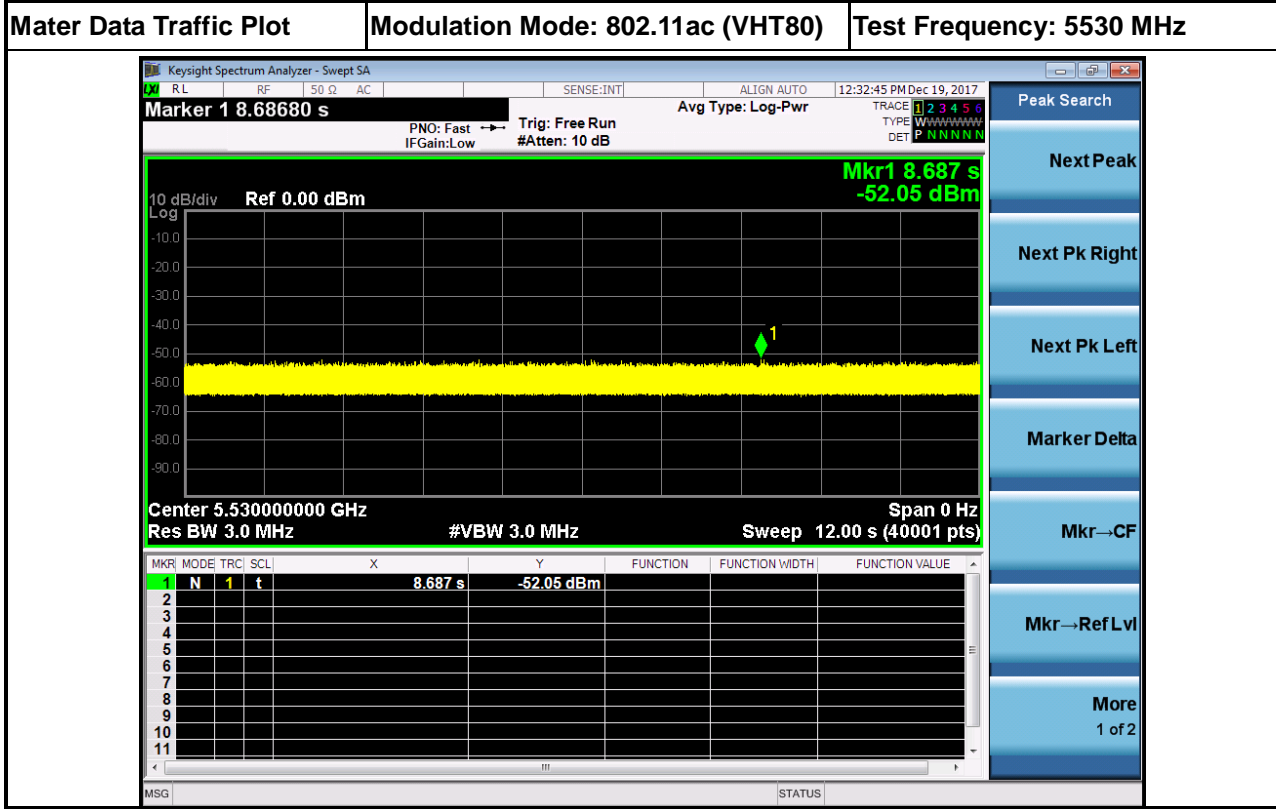 Mater Data Traffic Plot Modulation Mode: 802.11ac (VHT80) Test Frequency: 5530 MHz
Keysight Spectrum Analyzer - Swept SA
LXI RL RF 50 Ω AC SENSE:INT ALIGN AUTO 12:32:45 PM Dec 19, 2017
Marker 1 8.68680 s
PNO: Fast
IFGain:Low
Trig: Free Run
#Atten: 10 dB
Avg Type: Log-Pwr
TRACE 1 2 3 4 5 6
TYPE WWWWWW
DET P N N N N N
Peak Search
Next Peak
Next Pk Right
Next Pk Left
Marker Delta
Mkr→CF
Mkr→Ref Lvl
More
1 of 2
Mkr1 8.687 s
-52.05 dBm
10 dB/div Ref 0.00 dBm
Log
-10.0
-20.0
-30.0
-40.0
-50.0
-60.0
-70.0
-80.0
-90.0
1
Center 5.530000000 GHz Span 0 Hz
Res BW 3.0 MHz #VBW 3.0 MHz Sweep 12.00 s (40001 pts)
MKR MODE TRC SCL X Y FUNCTION FUNCTION WIDTH FUNCTION VALUE
1 N 1 t 8.687 s -52.05 dBm
2
3
4
5
6
7
8
9
10
11
MSG STATUS